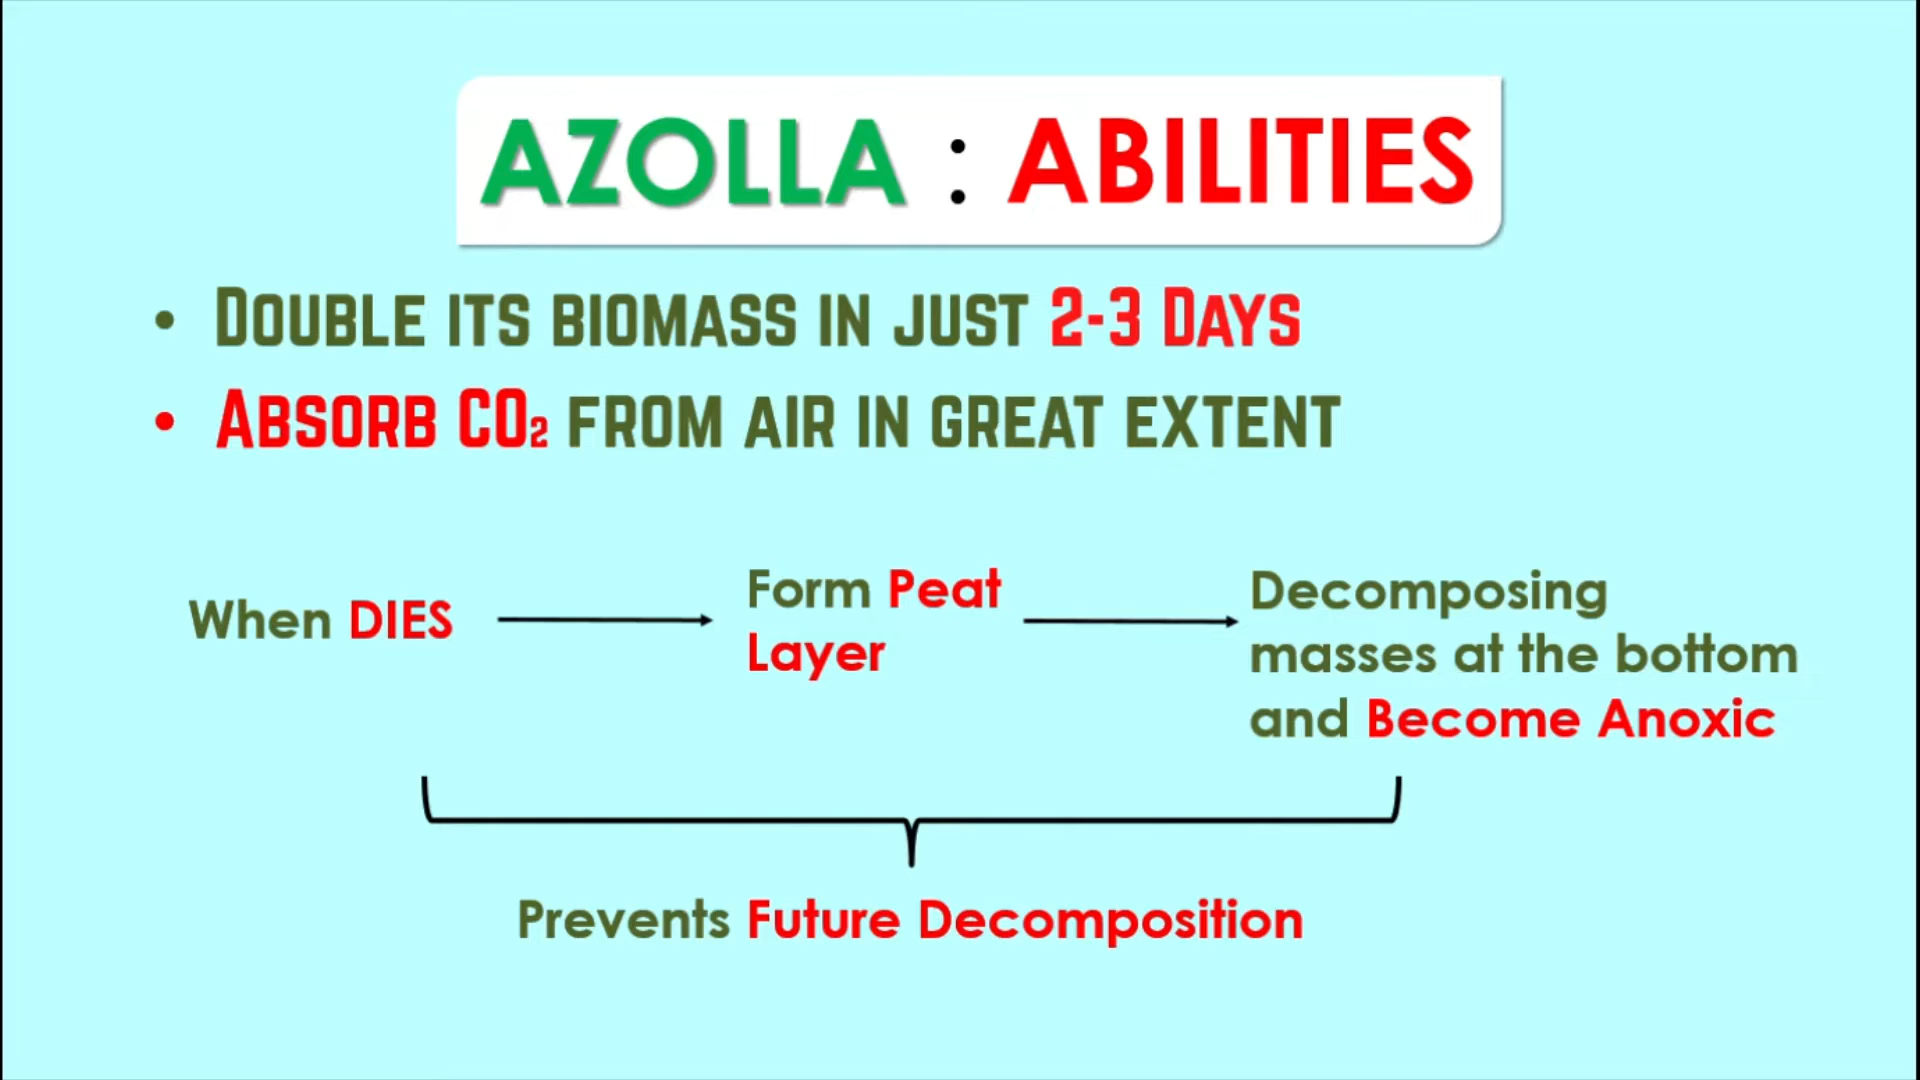 AZOLLA : ABILITIES
• Double its biomass in just 2-3 Days
• Absorb CO₂ from air in great extent
When DIES
Form Peat
Layer
Decomposing
masses at the bottom
and Become Anoxic
Prevents Future Decomposition